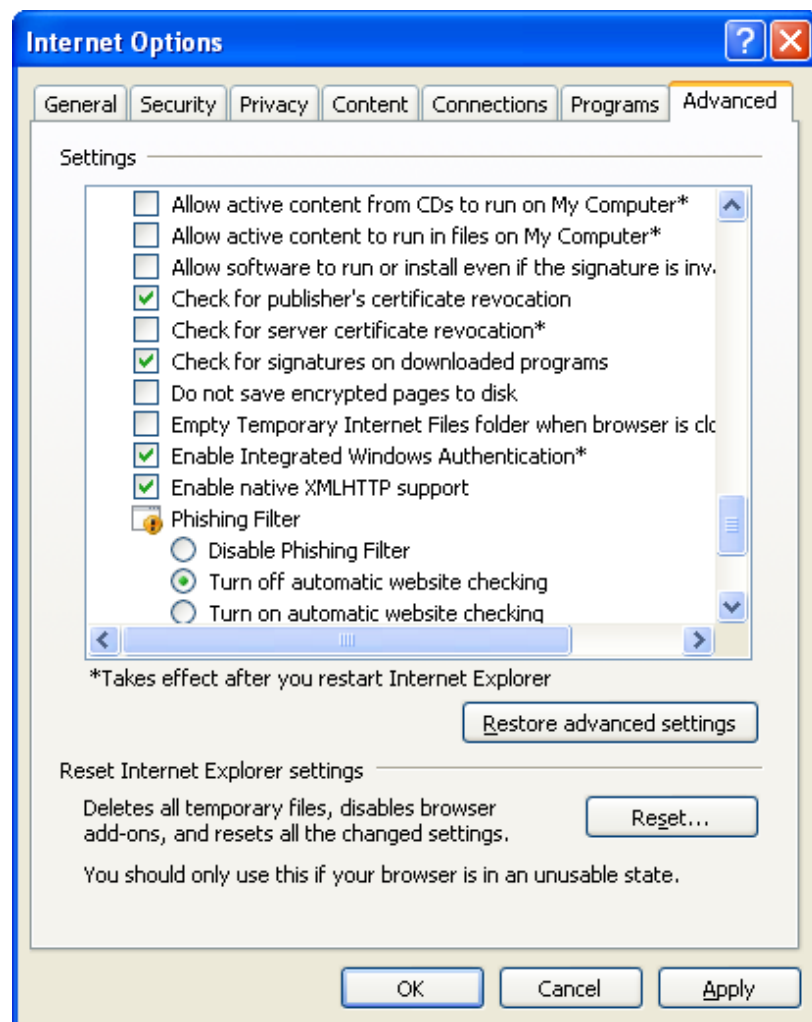 Internet Options
General Security Privacy Content Connections Programs Advanced
Settings
Allow active content from CDs to run on My Computer*
Allow active content to run in files on My Computer*
Allow software to run or install even if the signature is
Check for publisher's certificate revocation
Check for server certificate revocation*
Check for signatures on downloaded programs
Do not save encrypted pages to disk
Empty Temporary Internet Files folder when browser is
Enable Integrated Windows Authentication*
Enable native XMLHTTP support
Phishing Filter
Disable Phishing Filter
Turn off automatic website checking
Turn on automatic website checking
*Takes effect after you restart Internet Explorer
Restore advanced settings
Reset Internet Explorer settings
Deletes all temporary files, disables browser
add-ons, and resets all the changed settings.
Reset...
You should only use this if your browser is in an unusable state.
OK Cancel Apply